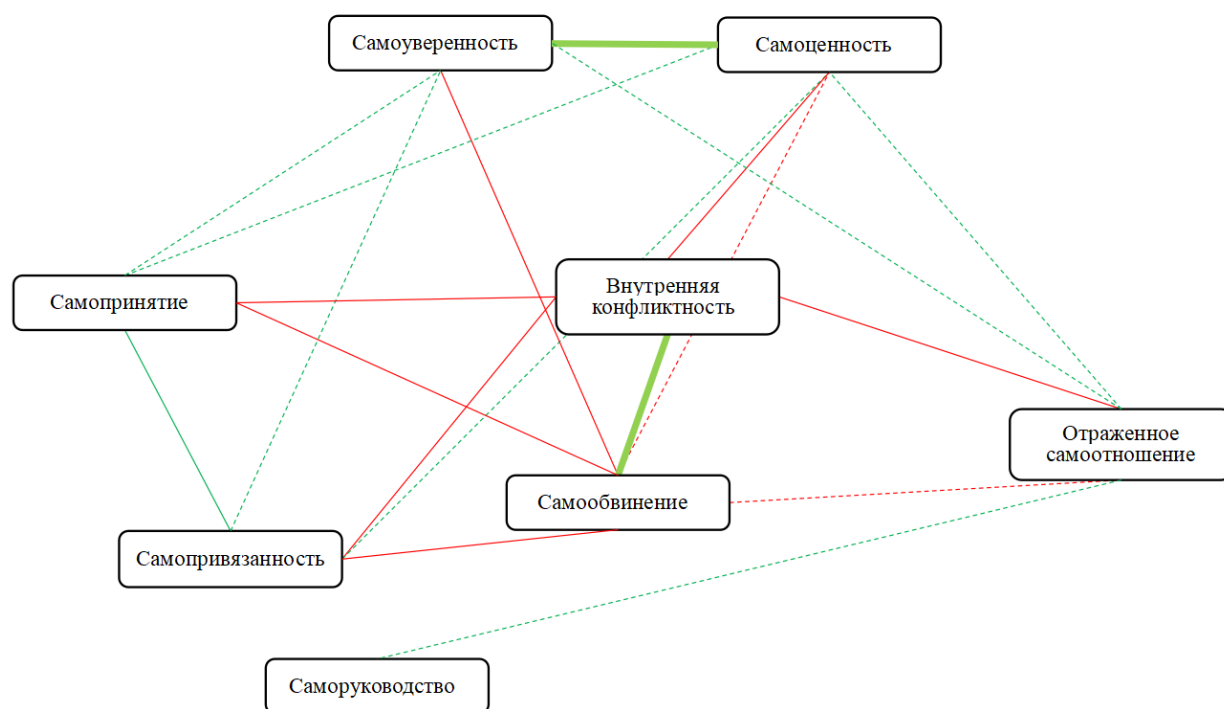 Самоуверенность
Самоценность
Самопринятие
Внутренняя
конфликтность
Отраженное
самоотношение
Самообвинение
Самопривязанность
Саморуководство